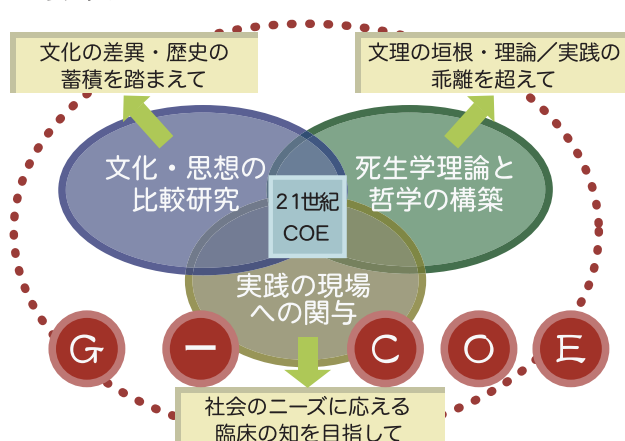 文化の差異・歴史の
蓄積を踏まえて
文理の垣根・理論／実践の
乖離を超えて
文化・思想の
比較研究
死生学理論と
哲学の構築
21世紀
COE
実践の現場
への関与
G－COE
社会のニーズに応える
臨床の知を目指して